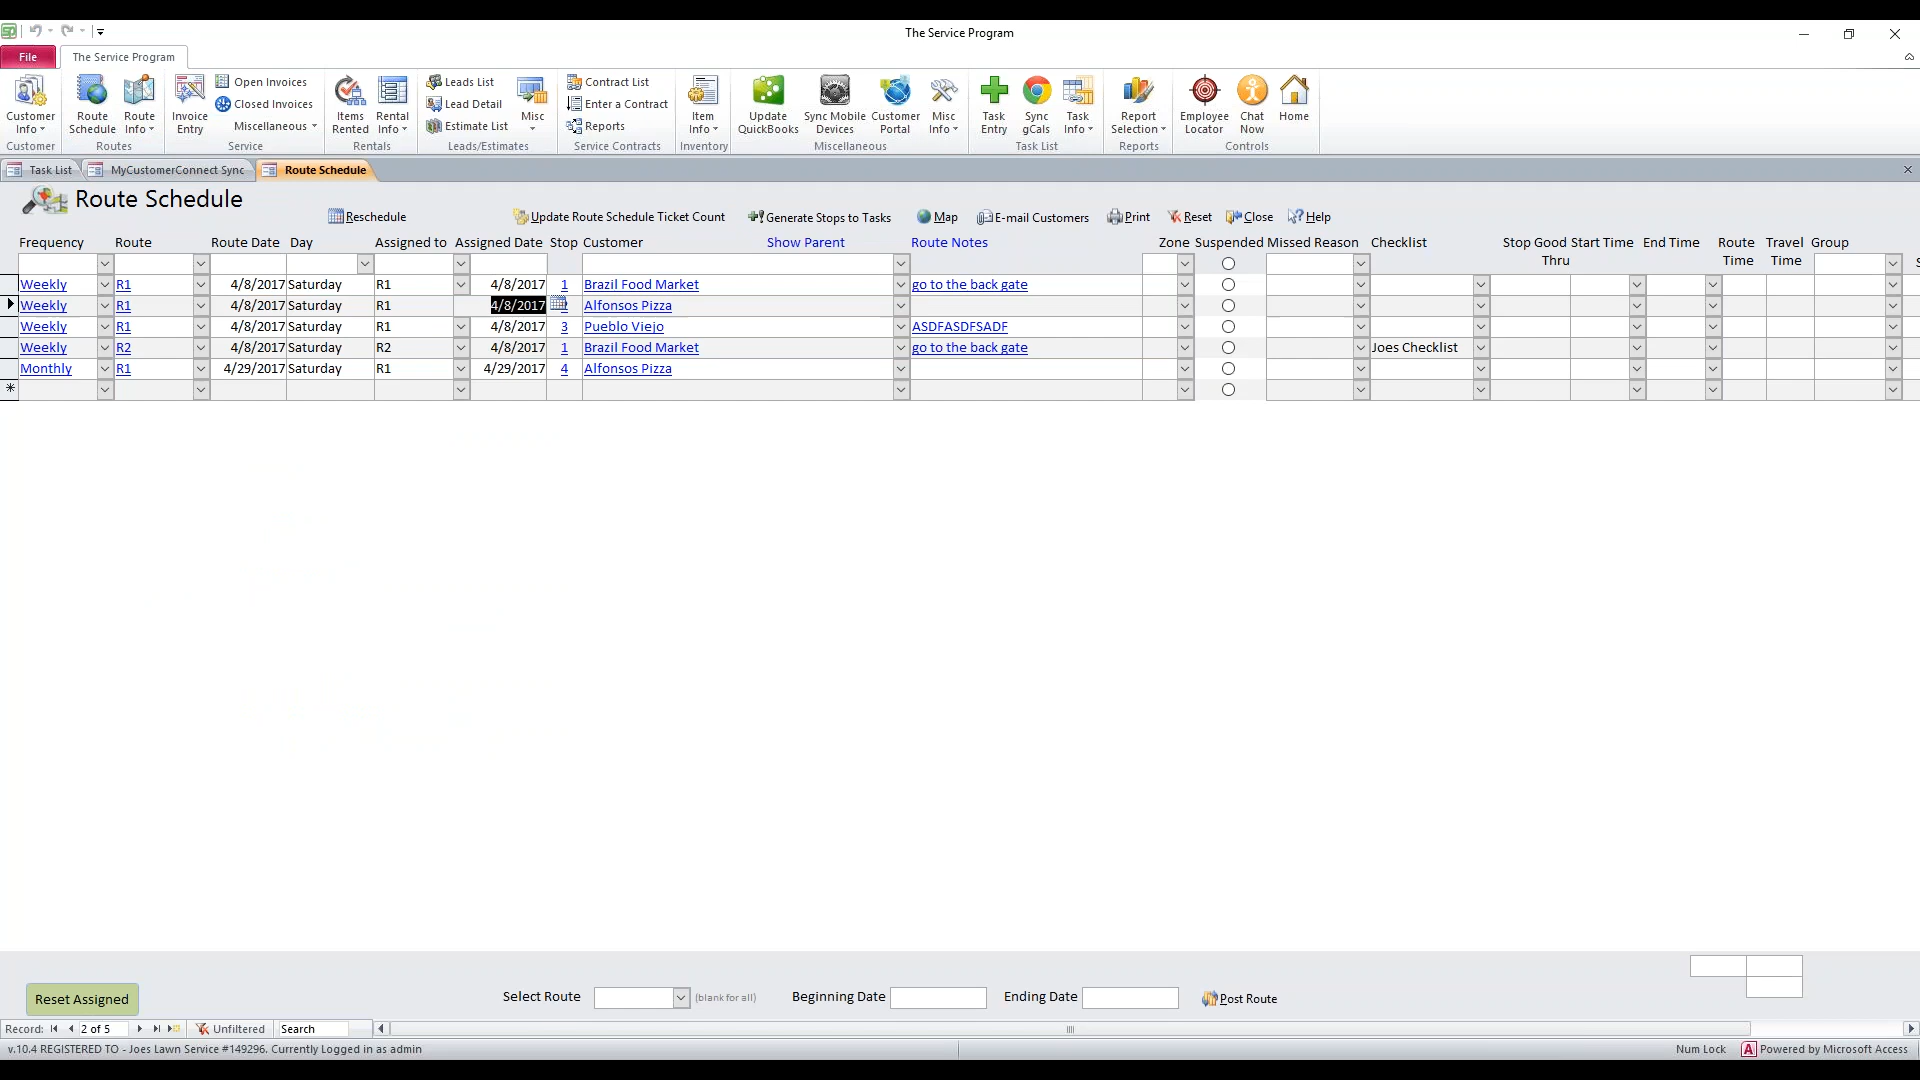 The Service Program
File
The Service Program
Customer Info
Route Schedule
Route Info
Invoice Entry
Open Invoices
Closed Invoices
Miscellaneous
Items Rented
Rental Info
Leads List
Lead Detail
Estimate List
Misc
Contract List
Enter a Contract
Reports
Item Info
Update QuickBooks
Sync Mobile Devices
Customer Portal
Misc Info
Task Entry
Sync gCals
Task Info
Report Selection
Employee Locator
Chat Now
Home
Customer Routes Service Rentals Leads/Estimates Service Contracts Inventory Miscellaneous Task List Reports Controls
Task List MyCustomerConnect Sync Route Schedule
Route Schedule
Reschedule Update Route Schedule Ticket Count Generate Stops to Tasks Map E-mail Customers Print Reset Close Help
Frequency Route Route Date Day Assigned to Assigned Date Stop Customer Show Parent Route Notes Zone Suspended Missed Reason Checklist Stop Good Thru Start Time End Time Route Time Travel Time Group
Weekly R1 4/8/2017 Saturday R1 4/8/2017 1 Brazil Food Market go to the back gate
Weekly R1 4/8/2017 Saturday R1 4/8/2017 Alfonsos Pizza
Weekly R1 4/8/2017 Saturday R1 4/8/2017 3 Pueblo Viejo ASDFASDFSADF
Weekly R2 4/8/2017 Saturday R2 4/8/2017 1 Brazil Food Market go to the back gate Joes Checklist
Monthly R1 4/29/2017 Saturday R1 4/29/2017 4 Alfonsos Pizza
Reset Assigned Select Route (blank for all) Beginning Date Ending Date Post Route
Record: 2 of 5 Unfiltered Search
v.10.4 REGISTERED TO - Joes Lawn Service #149296. Currently Logged in as admin Num Lock A Powered by Microsoft Access